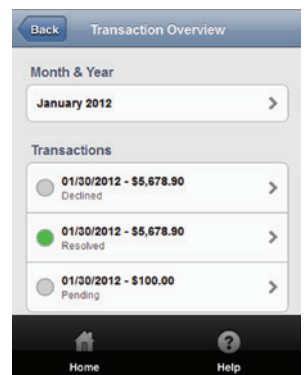 Back Transaction Overview
Month & Year
January 2012
Transactions
01/30/2012 - $5,678.90
Declined
01/30/2012 - $5,678.90
Resolved
01/30/2012 - $100.00
Pending
Home Help